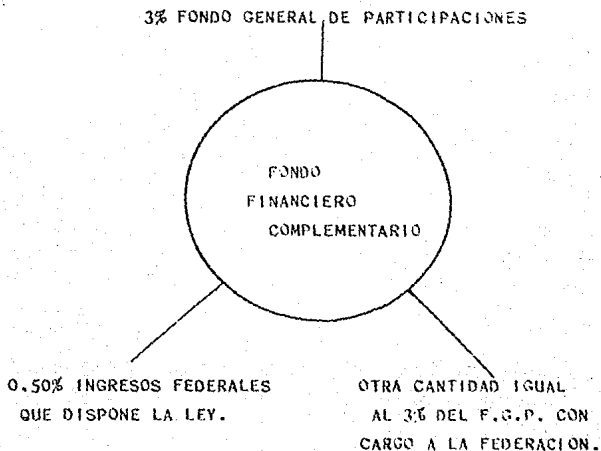 3% FONDO GENERAL DE PARTICIPACIONES
FONDO
FINANCIERO
COMPLEMENTARIO
0.50% INGRESOS FEDERALES
QUE DISPONE LA LEY.
OTRA CANTIDAD IGUAL
AL 3% DEL F.G.P. CON
CARGO A LA FEDERACION.